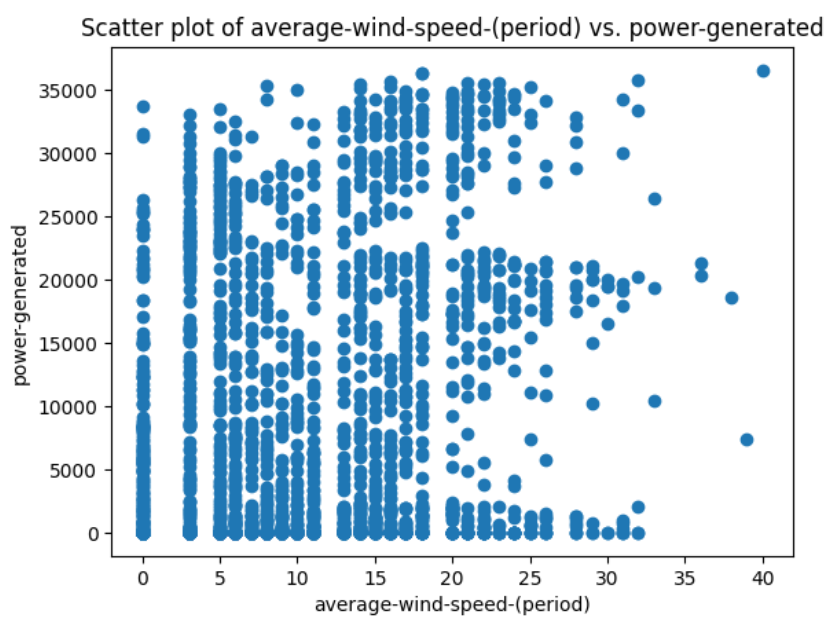 Scatter plot of average-wind-speed-(period) vs. power-generated
35000
30000
25000
20000
15000
10000
5000
0
power-generated
0 5 10 15 20 25 30 35 40
average-wind-speed-(period)